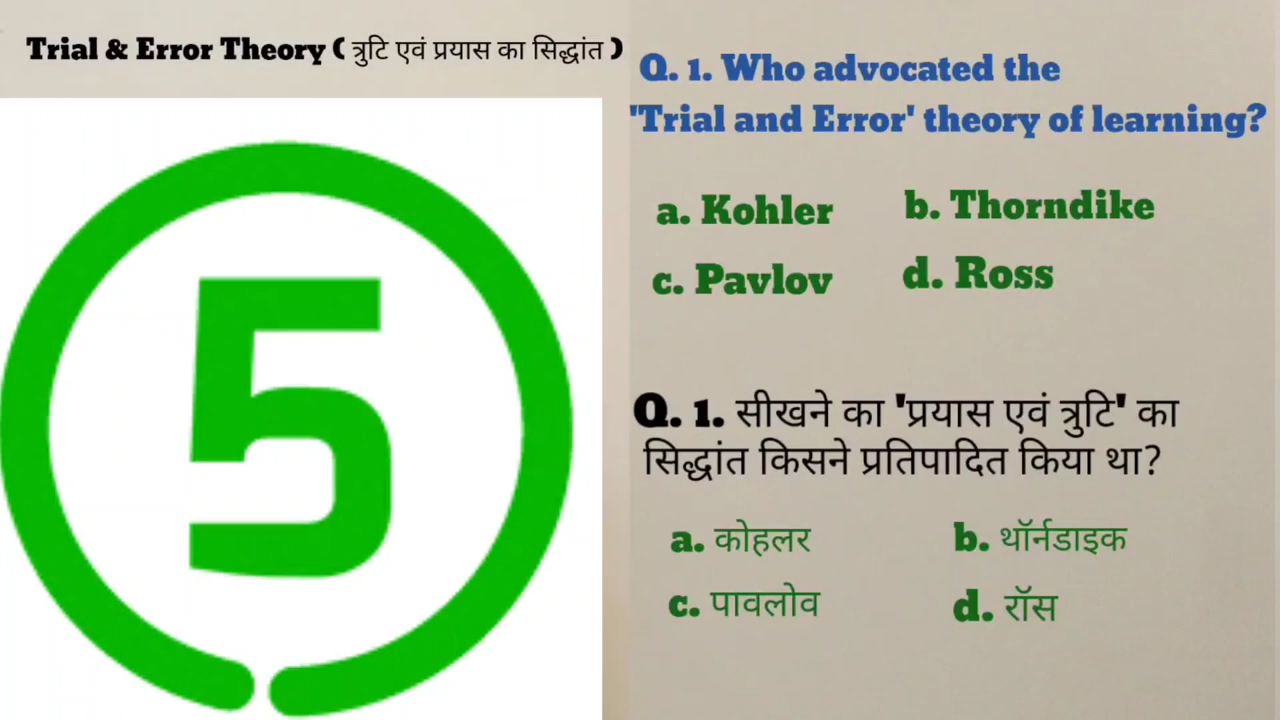 Trial & Error Theory ( त्रुटि एवं प्रयास का सिद्धांत )
5
Q. 1. Who advocated the
'Trial and Error' theory of learning?
a. Kohler b. Thorndike
c. Pavlov d. Ross
Q. 1. सीखने का 'प्रयास एवं त्रुटि' का
सिद्धांत किसने प्रतिपादित किया था?
a. कोहलर b. थॉर्नडाइक
c. पावलोव d. रॉस